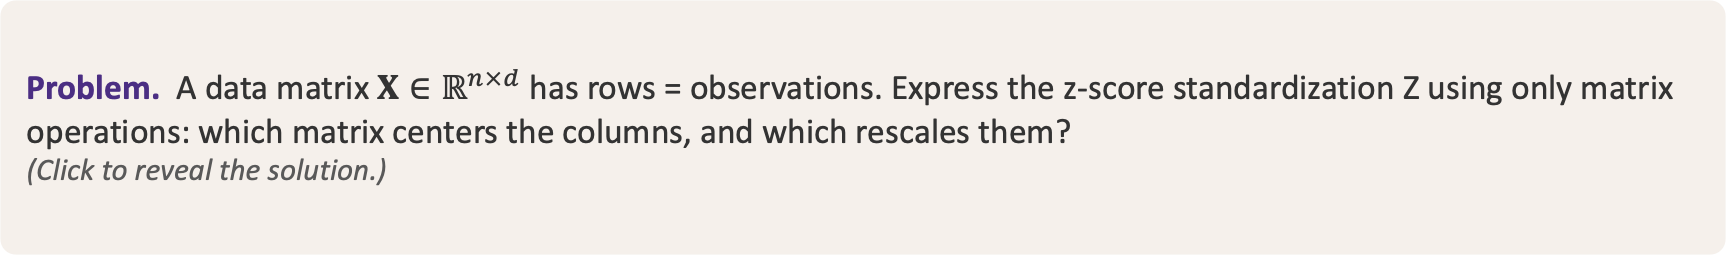 Problem. A data matrix 𝐗 ∈ ℝ^{n×d} has rows = observations. Express the z-score standardization Z using only matrix
operations: which matrix centers the columns, and which rescales them?
(Click to reveal the solution.)